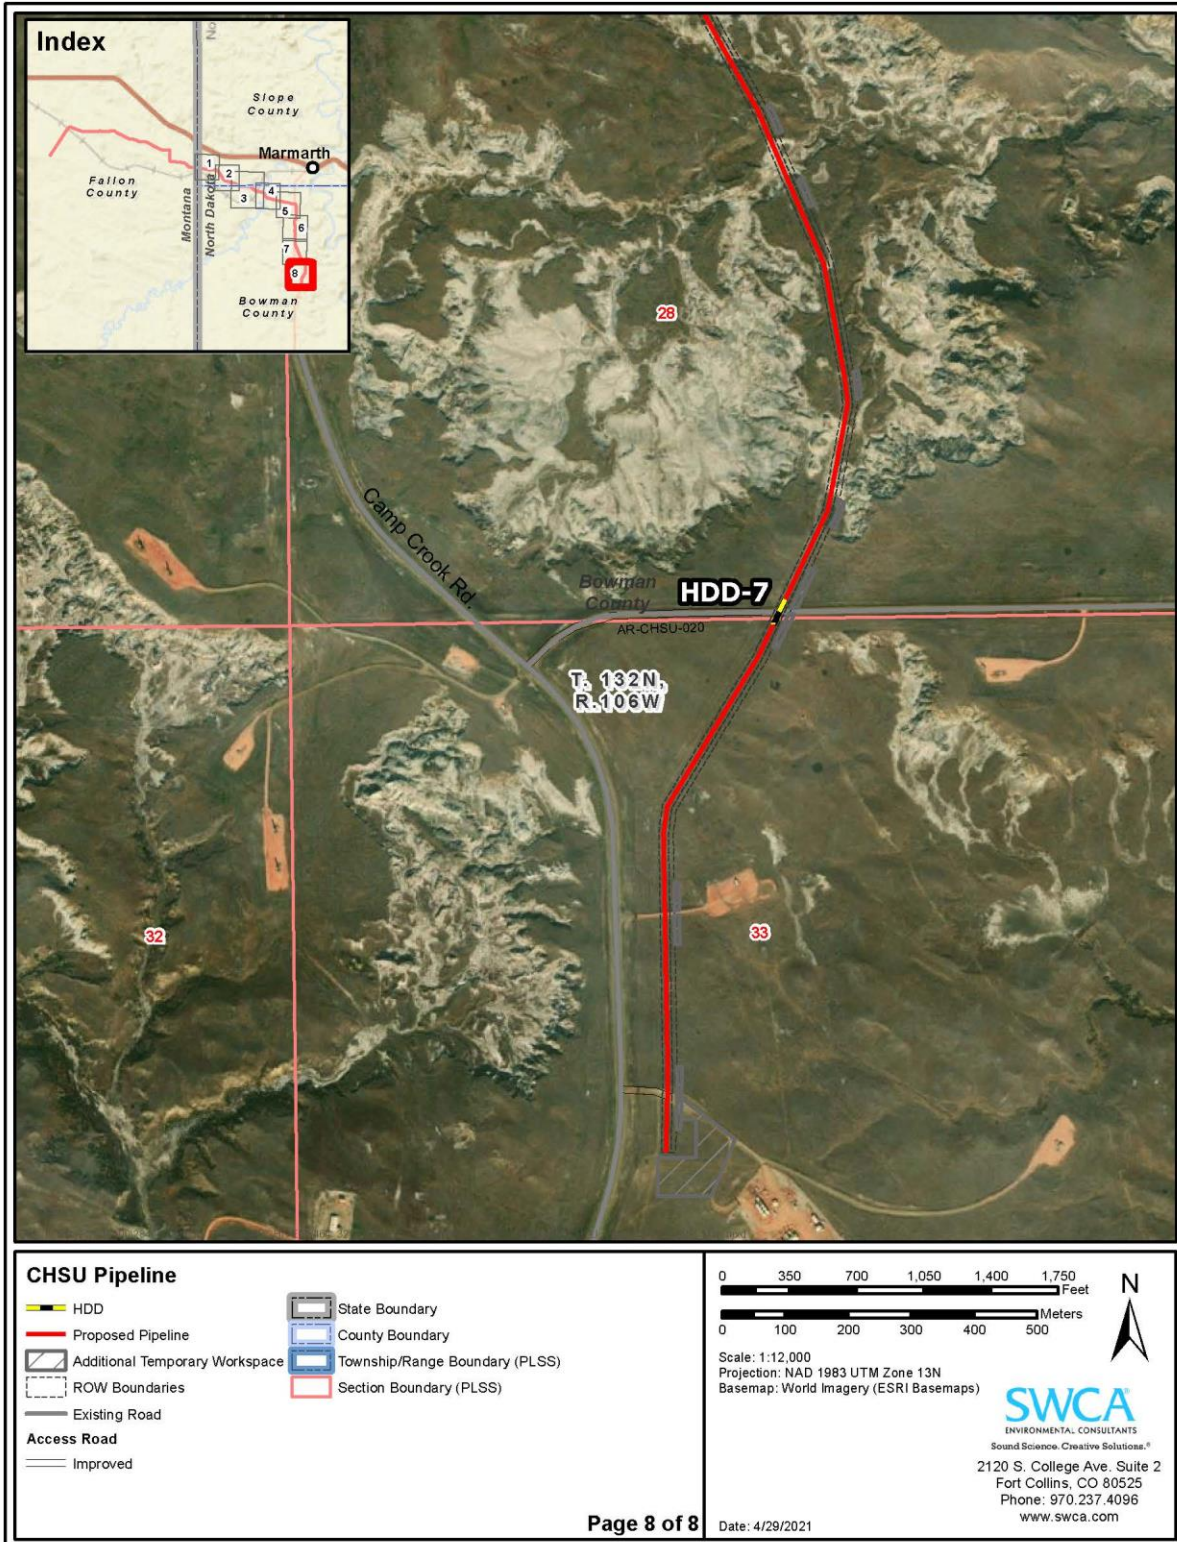 Index
No
Slope
County
Marmarth
Fallon
County
Montana
North Dakota
1
2
3
4
5
6
7
8
Bowman
County
28
Camp Crook Rd.
Bowman
County
HDD-7
AR-CHSU-020
T. 132N,
R.106W
32
33
CHSU Pipeline
HDD
Proposed Pipeline
Additional Temporary Workspace
ROW Boundaries
Existing Road
Access Road
Improved
State Boundary
County Boundary
Township/Range Boundary (PLSS)
Section Boundary (PLSS)
Page 8 of 8
0 350 700 1,050 1,400 1,750
Feet
Meters
0 100 200 300 400 500
N
Scale: 1:12,000
Projection: NAD 1983 UTM Zone 13N
Basemap: World Imagery (ESRI Basemaps)
SWCA®
ENVIRONMENTAL CONSULTANTS
Sound Science. Creative Solutions.®
2120 S. College Ave. Suite 2
Fort Collins, CO 80525
Phone: 970.237.4096
www.swca.com
Date: 4/29/2021